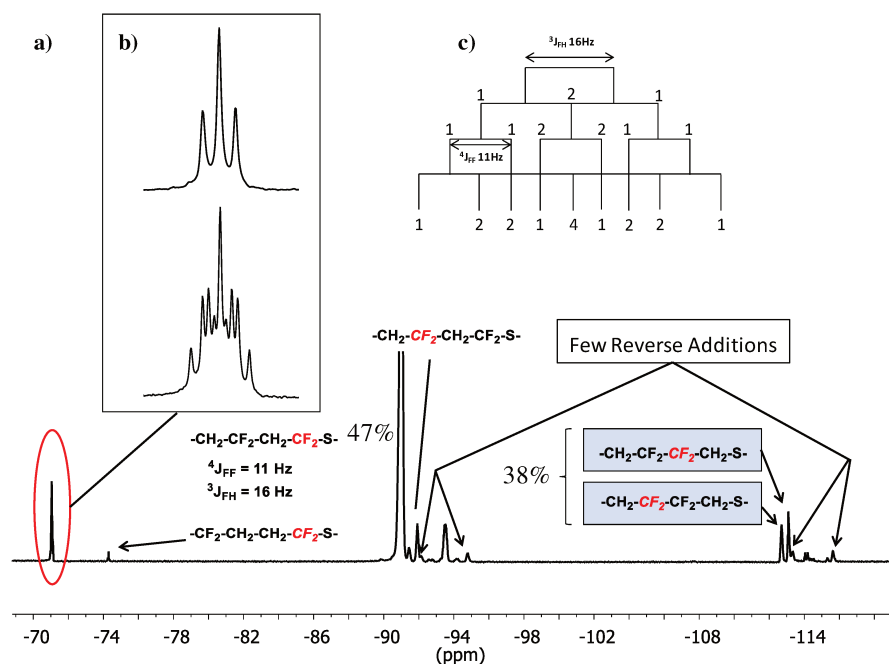 a)
b)
c)
³J_FH 16Hz
1 2 1
1 1 2 2 1 1
⁴J_FF 11Hz
1 2 2 1 4 1 2 2 1
-CH₂-CF₂-CH₂-CF₂-S-
Few Reverse Additions
-CH₂-CF₂-CH₂-CF₂-S-
47%
⁴J_FF = 11 Hz
³J_FH = 16 Hz
-CF₂-CH₂-CH₂-CF₂-S-
38%
-CH₂-CF₂-CF₂-CH₂-S-
-CH₂-CF₂-CF₂-CH₂-S-
-70 -74 -78 -82 -86 -90 -94 -98 -102 -108 -114
(ppm)